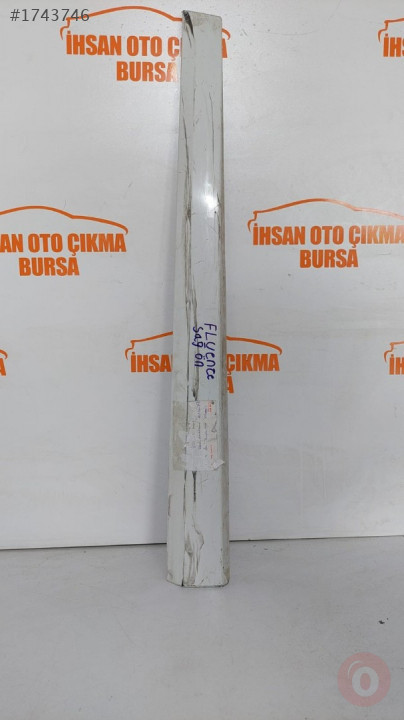 #1743746
İHSAN OTO ÇIKMA
BURSA
İHSAN OTO ÇIKMA
BURSA
İHSAN OTO ÇIKMA
BURSA
İHSAN OTO ÇIKMA
BURSA
FLUENCE
sağ ön